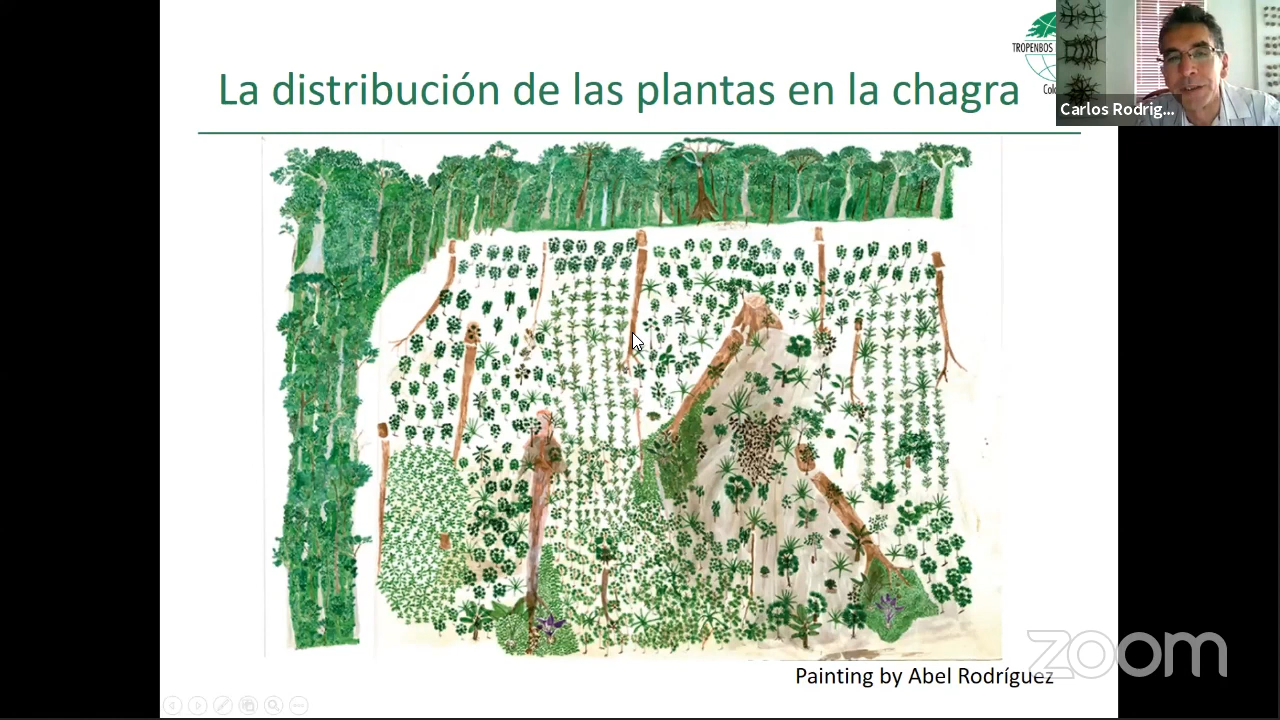 TROPENBOS
La distribución de las plantas en la chagra
Carlos Rodrig...
Painting by Abel Rodríguez
zoom